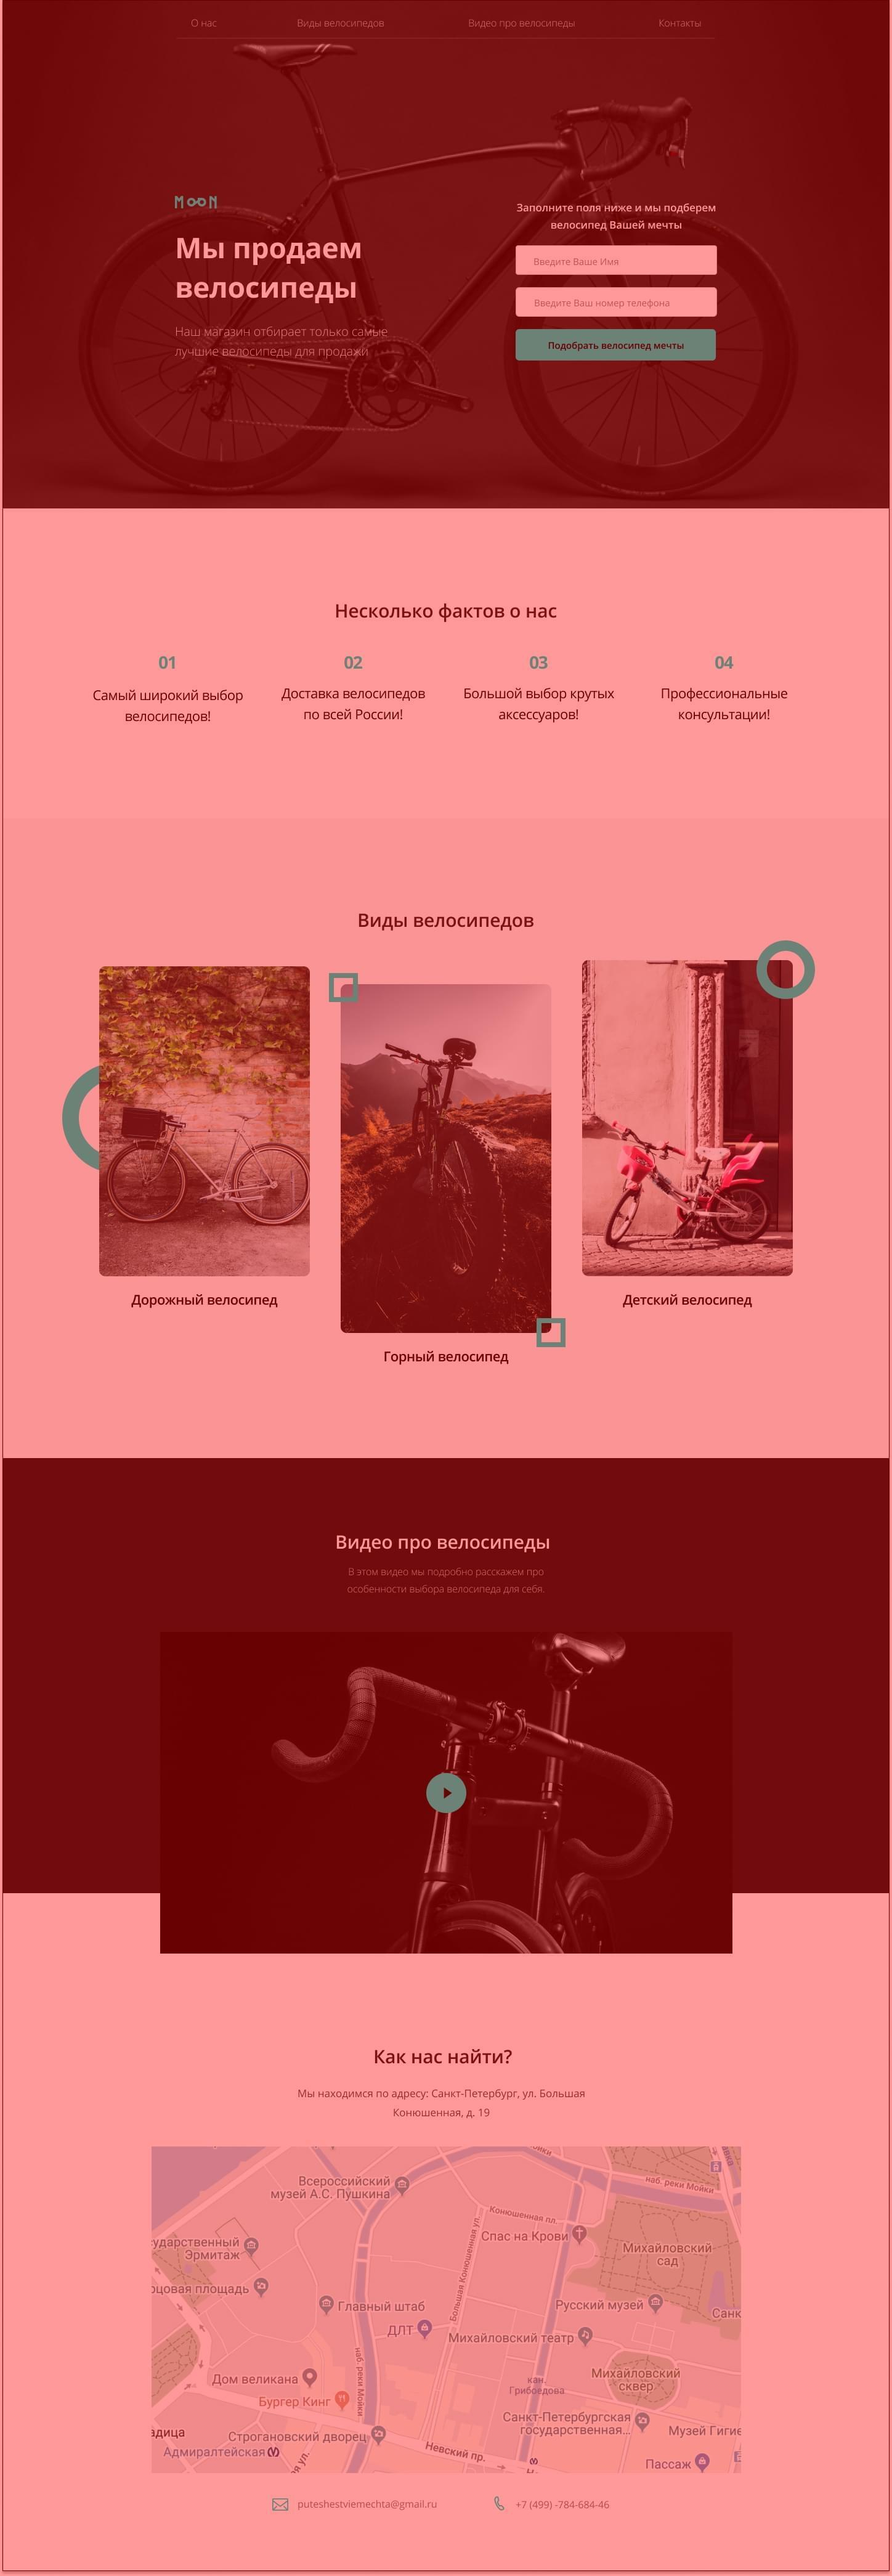 О нас
Виды велосипедов
Видео про велосипеды
Контакты
MOON
Мы продаем
велосипеды
Наш магазин отбирает только самые
лучшие велосипеды для продажи
Заполните поля ниже и мы подберем
велосипед Вашей мечты
Введите Ваше Имя
Введите Ваш номер телефона
Подобрать велосипед мечты
Несколько фактов о нас
01
Самый широкий выбор
велосипедов!
02
Доставка велосипедов
по всей России!
03
Большой выбор крутых
аксессуаров!
04
Профессиональные
консультации!
Виды велосипедов
Дорожный велосипед
Горный велосипед
Детский велосипед
Видео про велосипеды
В этом видео мы подробно расскажем про
особенности выбора велосипеда для себя.
Как нас найти?
Мы находимся по адресу: Санкт-Петербург, ул. Большая
Конюшенная, д. 19
Всероссийский
музей А.С. Пушкина
наб. реки Мойки
Конюшенная пл.
Спас на Крови
ударственный
Эрмитаж
Михайловский
сад
рцовая площадь
Большая Конюшенная ул.
Главный штаб
Русский музей
Санк
ДЛТ
Михайловский театр
наб. реки Мойки
Дом великана
кан.
Грибоедова
Михайловский
сквер
Бургер Кинг
Санкт-Петербургская
государственная...
адица
Строгановский дворец
Музей Гигие
Адмиралтейская
Невский пр.
Пассаж
puteshestviemechta@gmail.ru
+7 (499) -784-684-46